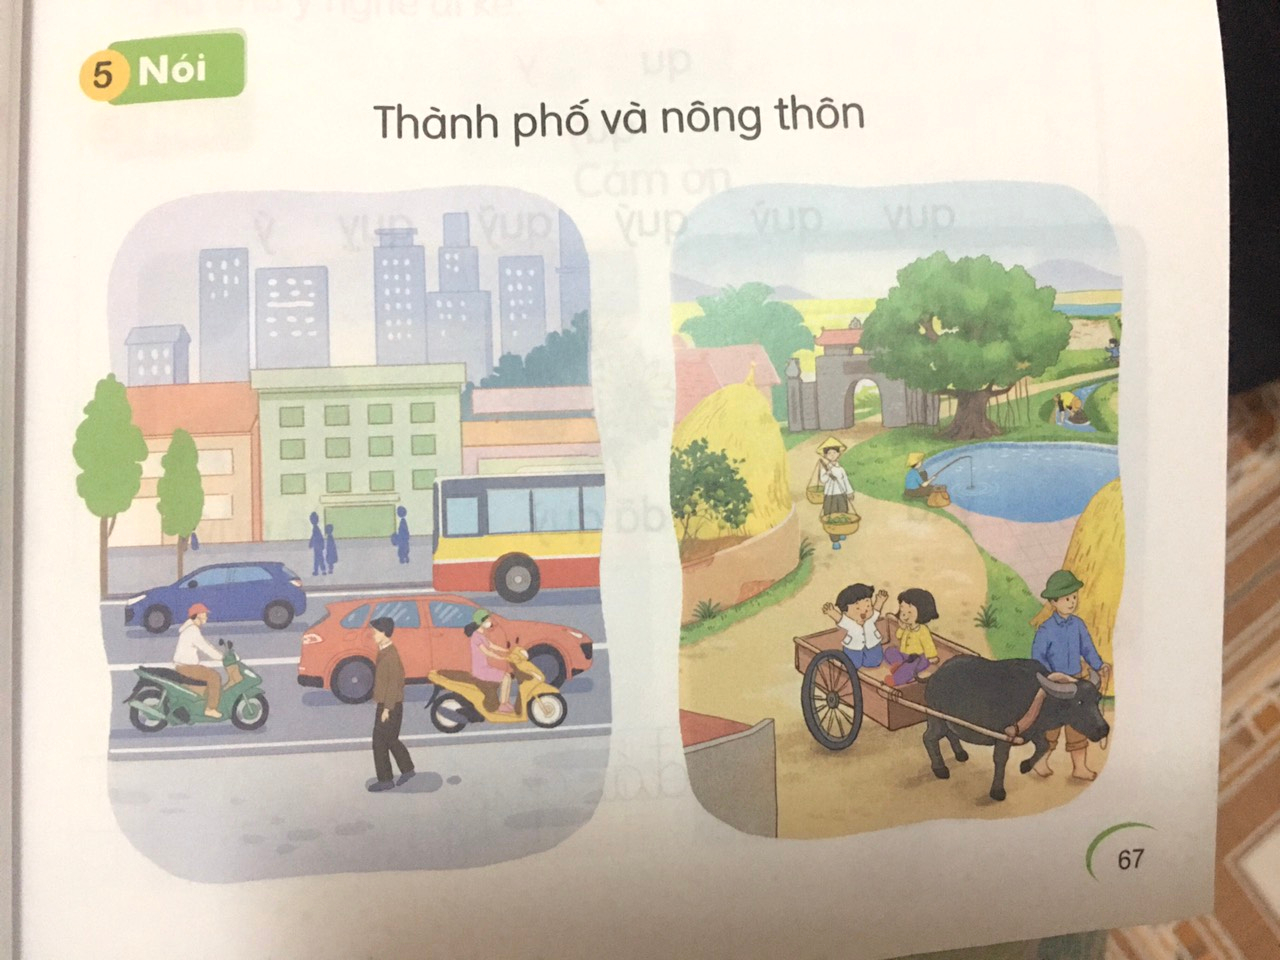 5 Nói
Thành phố và nông thôn
67